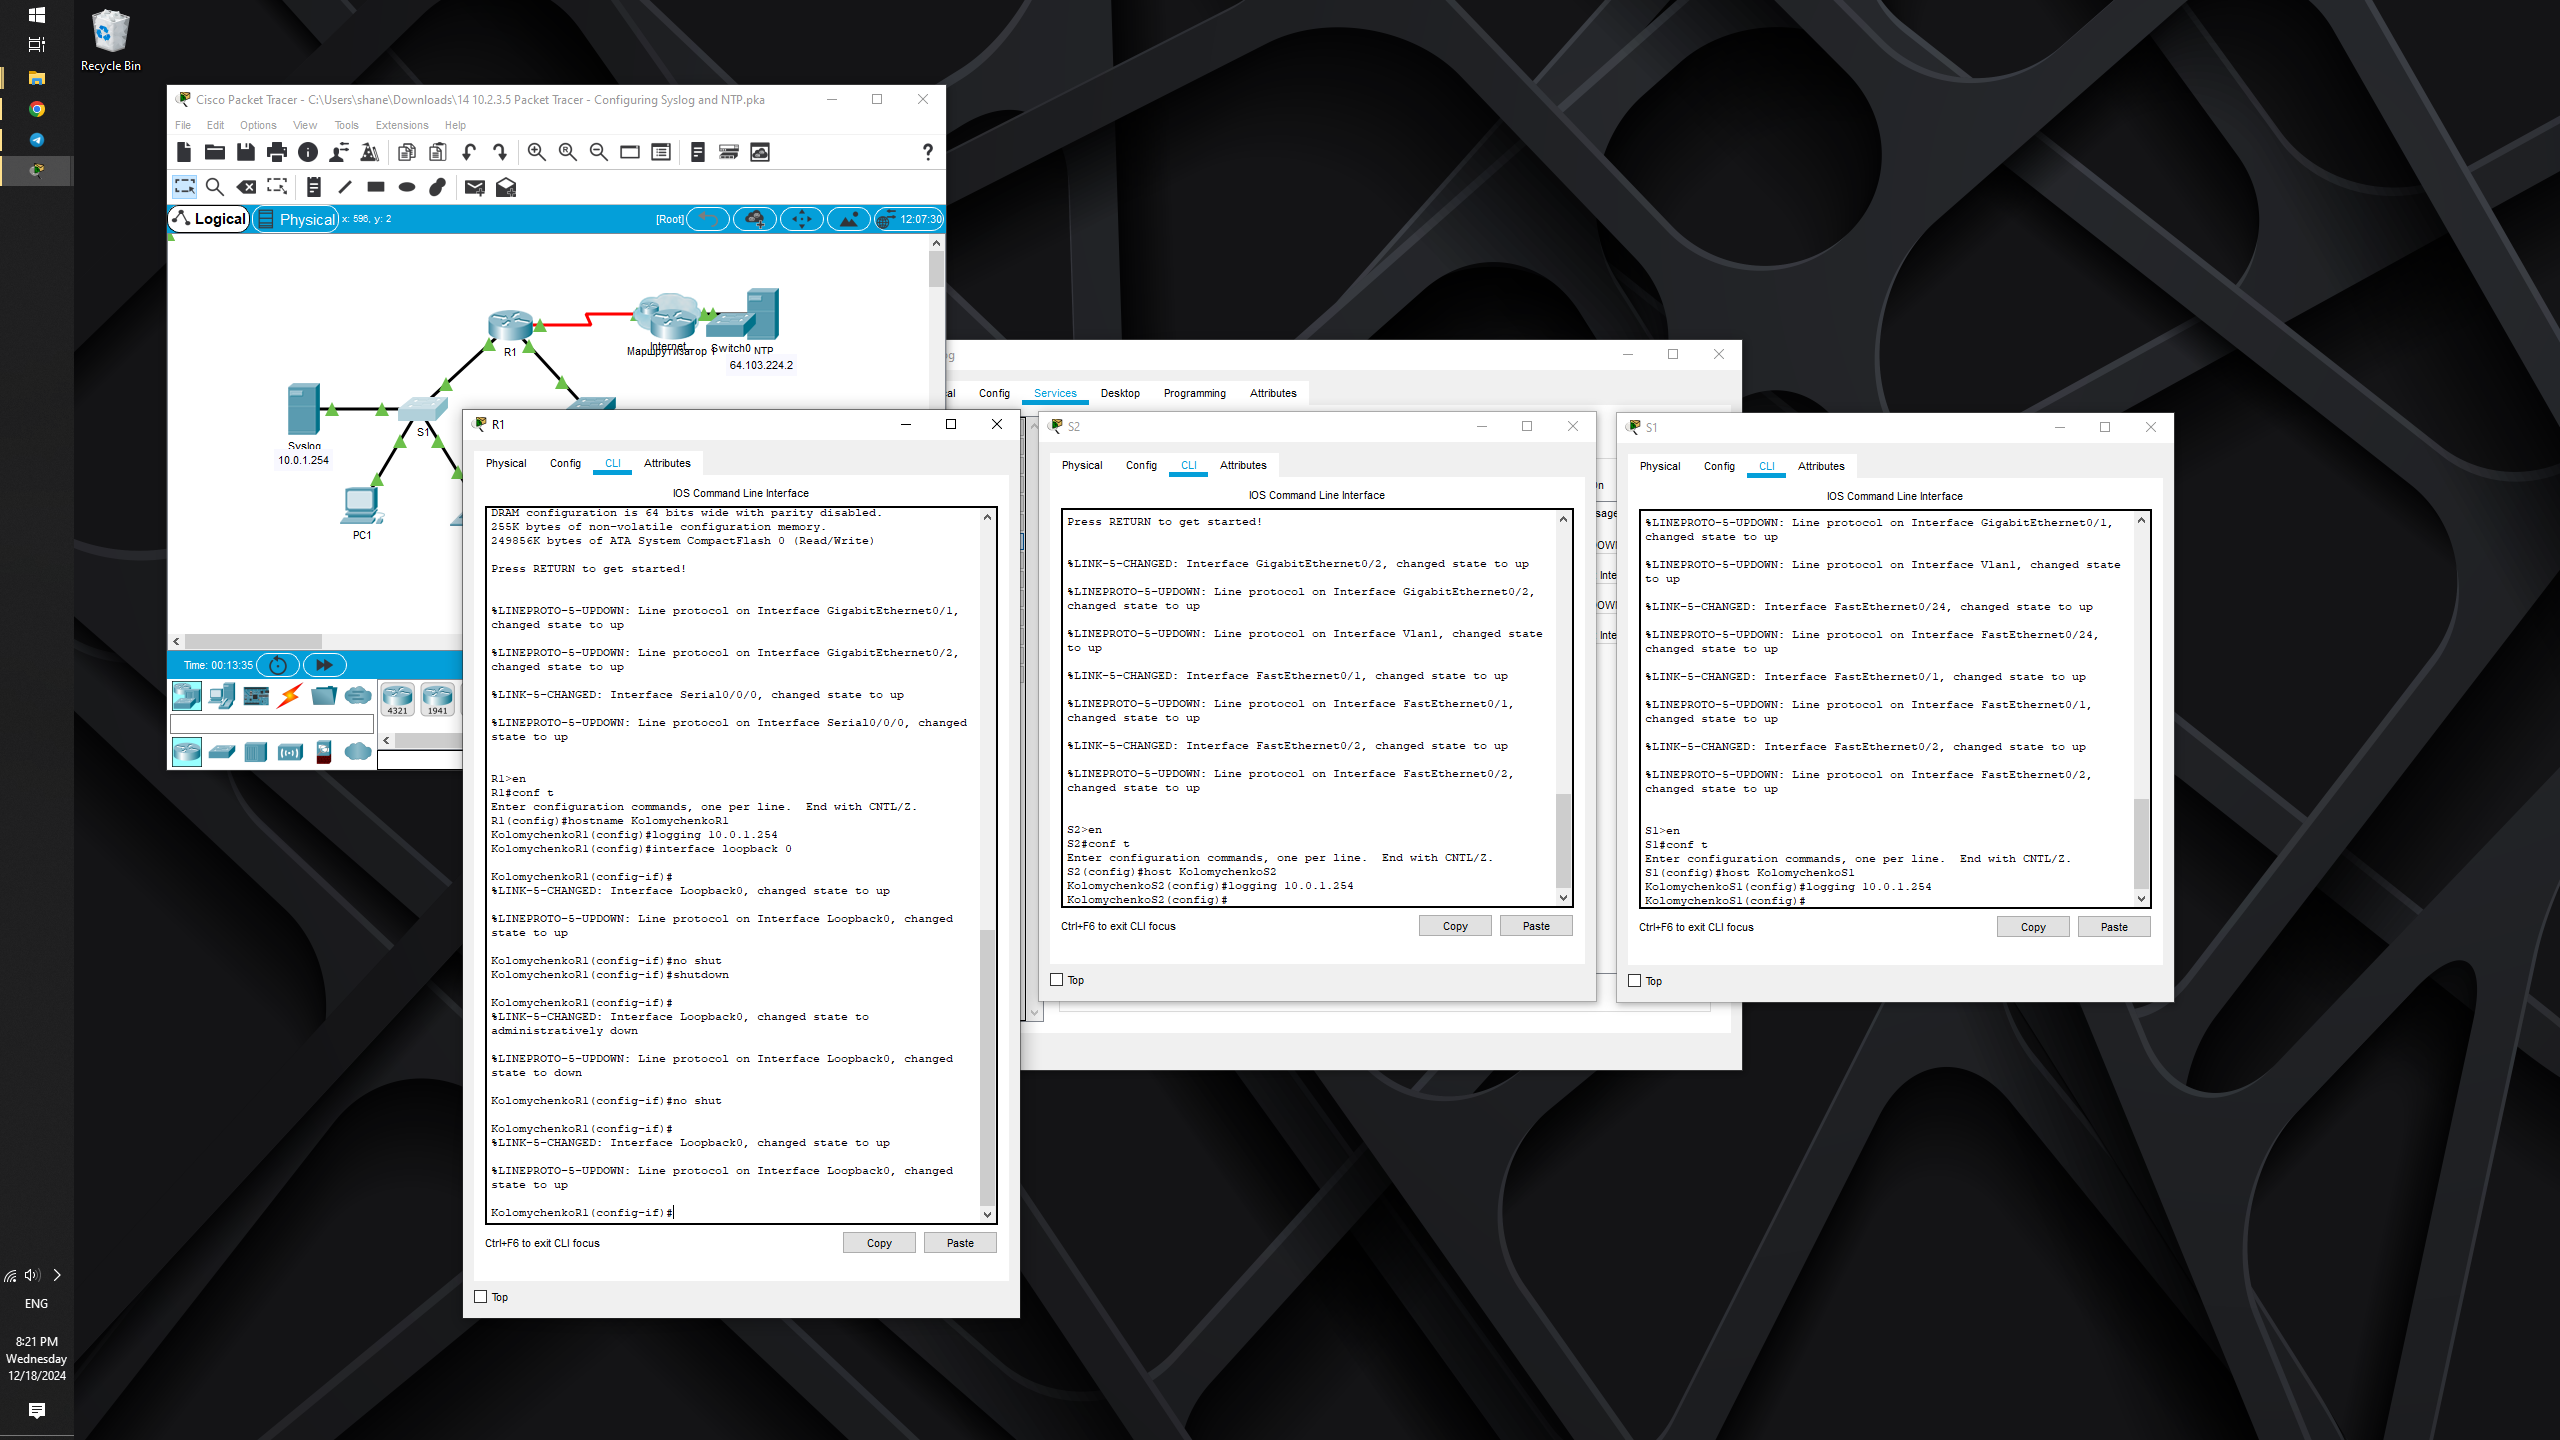 Recycle Bin
Cisco Packet Tracer - C:\Users\shane\Downloads\14 10.2.3.5 Packet Tracer - Configuring Syslog and NTP.pka
File Edit Options View Tools Extensions Help
Logical Physical x: 596, y: 2 [Root] 12:07:30
R1
Internet
Маршрутизатор 1
Switch0
NTP
64.103.224.2
Syslog
10.0.1.254
S1
PC1
Time: 00:13:35
4321 1941
Config Services Desktop Programming Attributes
R1
Physical Config CLI Attributes
IOS Command Line Interface
DRAM configuration is 64 bits wide with parity disabled.
255K bytes of non-volatile configuration memory.
249856K bytes of ATA System CompactFlash 0 (Read/Write)
Press RETURN to get started!
%LINEPROTO-5-UPDOWN: Line protocol on Interface GigabitEthernet0/1,
changed state to up
%LINEPROTO-5-UPDOWN: Line protocol on Interface GigabitEthernet0/2,
changed state to up
%LINK-5-CHANGED: Interface Serial0/0/0, changed state to up
%LINEPROTO-5-UPDOWN: Line protocol on Interface Serial0/0/0, changed
state to up
R1>en
R1#conf t
Enter configuration commands, one per line.  End with CNTL/Z.
R1(config)#hostname KolomychenkoR1
KolomychenkoR1(config)#logging 10.0.1.254
KolomychenkoR1(config)#interface loopback 0
KolomychenkoR1(config-if)#
%LINK-5-CHANGED: Interface Loopback0, changed state to up
%LINEPROTO-5-UPDOWN: Line protocol on Interface Loopback0, changed
state to up
KolomychenkoR1(config-if)#no shut
KolomychenkoR1(config-if)#shutdown
KolomychenkoR1(config-if)#
%LINK-5-CHANGED: Interface Loopback0, changed state to
administratively down
%LINEPROTO-5-UPDOWN: Line protocol on Interface Loopback0, changed
state to down
KolomychenkoR1(config-if)#no shut
KolomychenkoR1(config-if)#
%LINK-5-CHANGED: Interface Loopback0, changed state to up
%LINEPROTO-5-UPDOWN: Line protocol on Interface Loopback0, changed
state to up
KolomychenkoR1(config-if)#
Ctrl+F6 to exit CLI focus Copy Paste
Top
S2
Physical Config CLI Attributes
IOS Command Line Interface
Press RETURN to get started!
%LINK-5-CHANGED: Interface GigabitEthernet0/2, changed state to up
%LINEPROTO-5-UPDOWN: Line protocol on Interface GigabitEthernet0/2,
changed state to up
%LINEPROTO-5-UPDOWN: Line protocol on Interface Vlan1, changed state
to up
%LINK-5-CHANGED: Interface FastEthernet0/1, changed state to up
%LINEPROTO-5-UPDOWN: Line protocol on Interface FastEthernet0/1,
changed state to up
%LINK-5-CHANGED: Interface FastEthernet0/2, changed state to up
%LINEPROTO-5-UPDOWN: Line protocol on Interface FastEthernet0/2,
changed state to up
S2>en
S2#conf t
Enter configuration commands, one per line.  End with CNTL/Z.
S2(config)#host KolomychenkoS2
KolomychenkoS2(config)#logging 10.0.1.254
KolomychenkoS2(config)#
Ctrl+F6 to exit CLI focus Copy Paste
Top
S1
Physical Config CLI Attributes
IOS Command Line Interface
%LINEPROTO-5-UPDOWN: Line protocol on Interface GigabitEthernet0/1,
changed state to up
%LINEPROTO-5-UPDOWN: Line protocol on Interface Vlan1, changed state
to up
%LINK-5-CHANGED: Interface FastEthernet0/24, changed state to up
%LINEPROTO-5-UPDOWN: Line protocol on Interface FastEthernet0/24,
changed state to up
%LINK-5-CHANGED: Interface FastEthernet0/1, changed state to up
%LINEPROTO-5-UPDOWN: Line protocol on Interface FastEthernet0/1,
changed state to up
%LINK-5-CHANGED: Interface FastEthernet0/2, changed state to up
%LINEPROTO-5-UPDOWN: Line protocol on Interface FastEthernet0/2,
changed state to up
S1>en
S1#conf t
Enter configuration commands, one per line.  End with CNTL/Z.
S1(config)#host KolomychenkoS1
KolomychenkoS1(config)#logging 10.0.1.254
KolomychenkoS1(config)#
Ctrl+F6 to exit CLI focus Copy Paste
Top
ENG
8:21 PM
Wednesday
12/18/2024